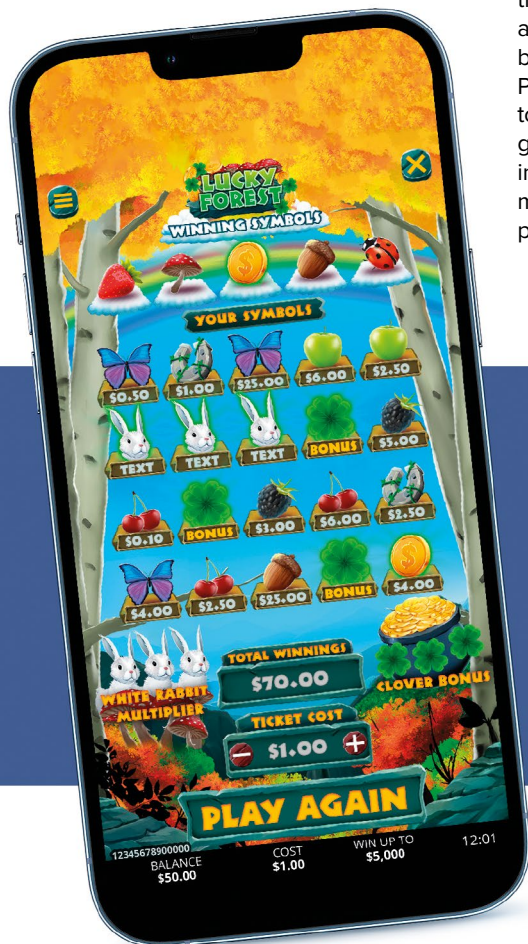 LUCKY
FOREST
WINNING SYMBOLS
YOUR SYMBOLS
$0.50 $1.00 $25.00 $6.00 $2.50
TEXT TEXT TEXT BONUS $3.00
$0.10 BONUS $3.00 $6.00 $2.50
$4.00 $2.50 $25.00 BONUS $4.00
WHITE RABBIT
MULTIPLIER
TOTAL WINNINGS
$70.00
CLOVER BONUS
TICKET COST
$1.00
PLAY AGAIN
12345678900000
BALANCE
$50.00
COST
$1.00
WIN UP TO
$5,000
12:01